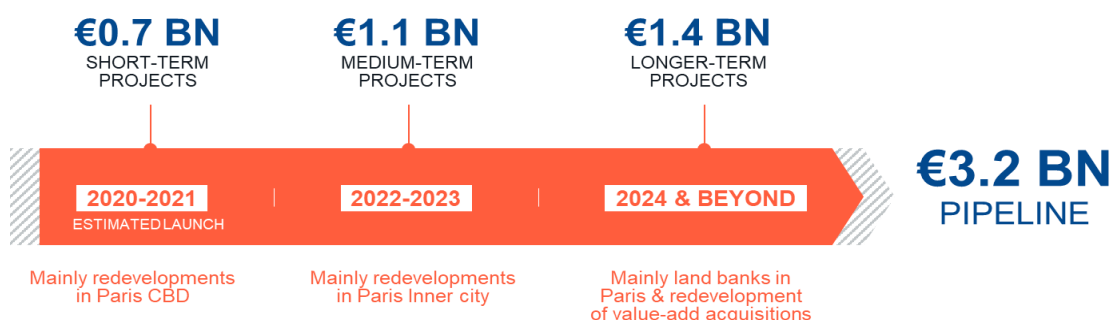 €0.7 BN
SHORT-TERM
PROJECTS
€1.1 BN
MEDIUM-TERM
PROJECTS
€1.4 BN
LONGER-TERM
PROJECTS
2020-2021
ESTIMATED LAUNCH
2022-2023
2024 & BEYOND
€3.2 BN
PIPELINE
Mainly redevelopments
in Paris CBD
Mainly redevelopments
in Paris Inner city
Mainly land banks in
Paris & redevelopment
of value-add acquisitions